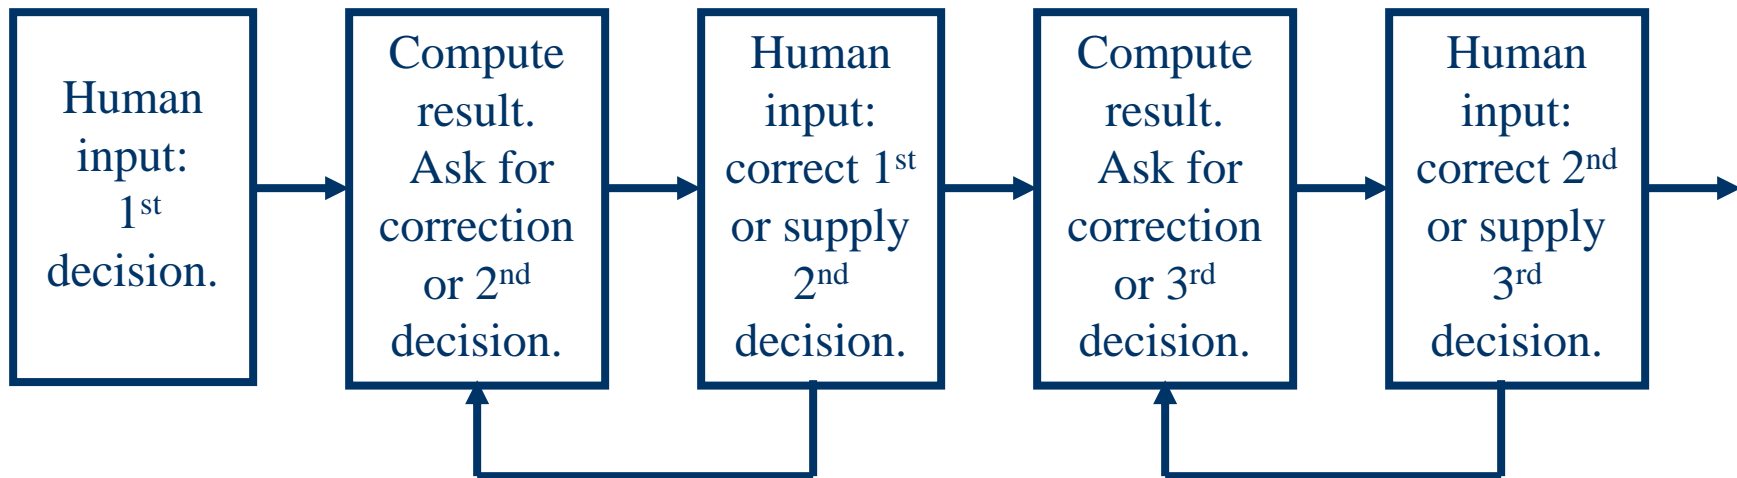 Human
input:
1st
decision.
Compute
result.
Ask for
correction
or 2nd
decision.
Human
input:
correct 1st
or supply
2nd
decision.
Compute
result.
Ask for
correction
or 3rd
decision.
Human
input:
correct 2nd
or supply
3rd
decision.